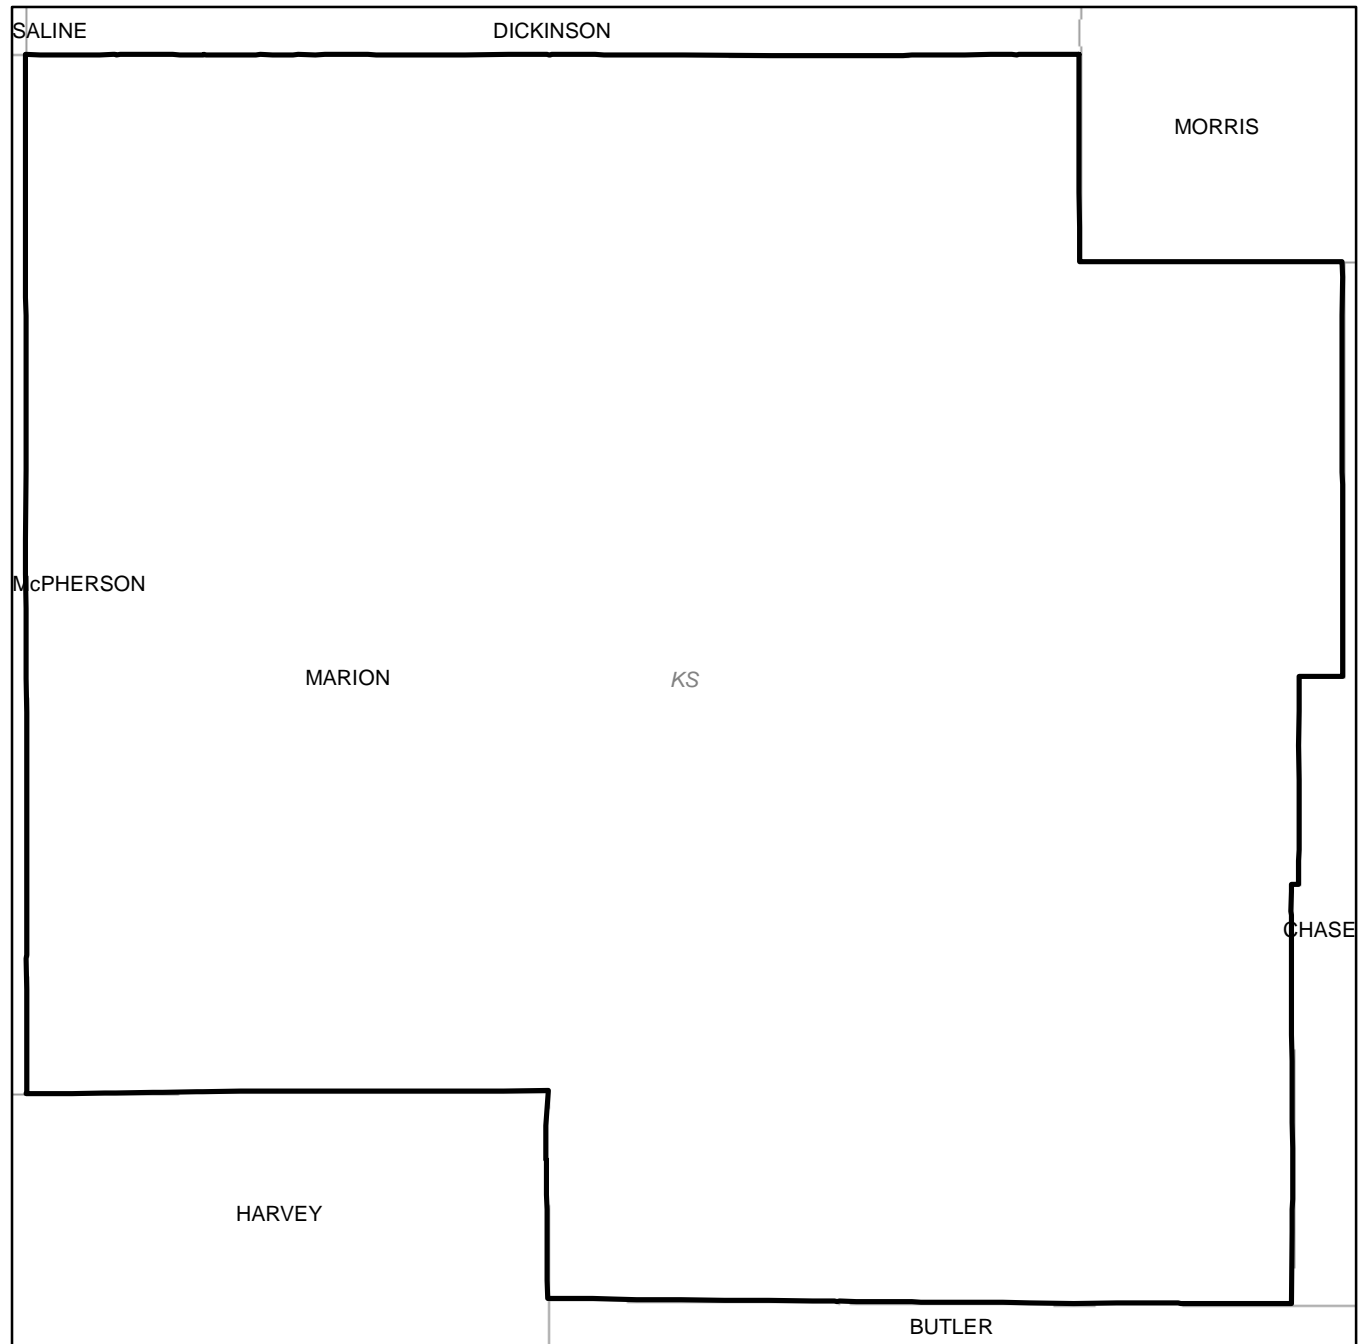 SALINE
DICKINSON
MORRIS
McPHERSON
MARION
KS
CHASE
HARVEY
BUTLER